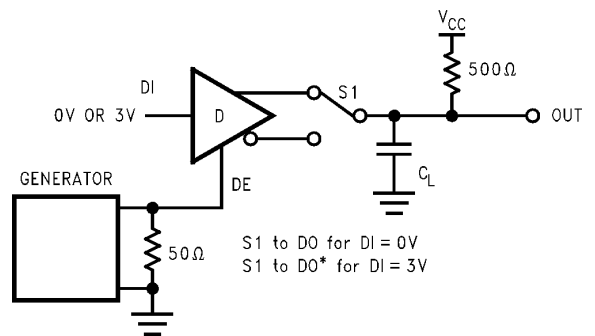 V_CC
500Ω
DI
S1
0V OR 3V
D
OUT
C_L
GENERATOR
DE
50Ω
S1 to DO for DI = 0V
S1 to DO* for DI = 3V